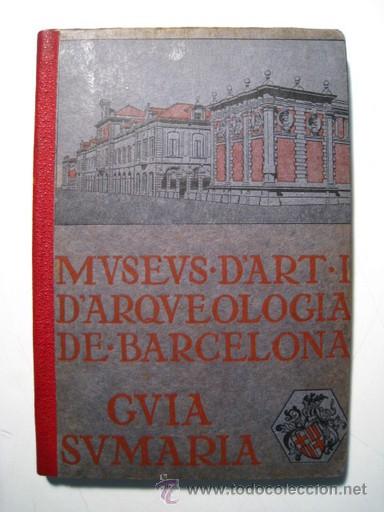 MVSEVS·D'ART·I
D'ARQVEOLOGIA
DE·BARCELONA
GVIA
SVMARIA
www.todocoleccion.net